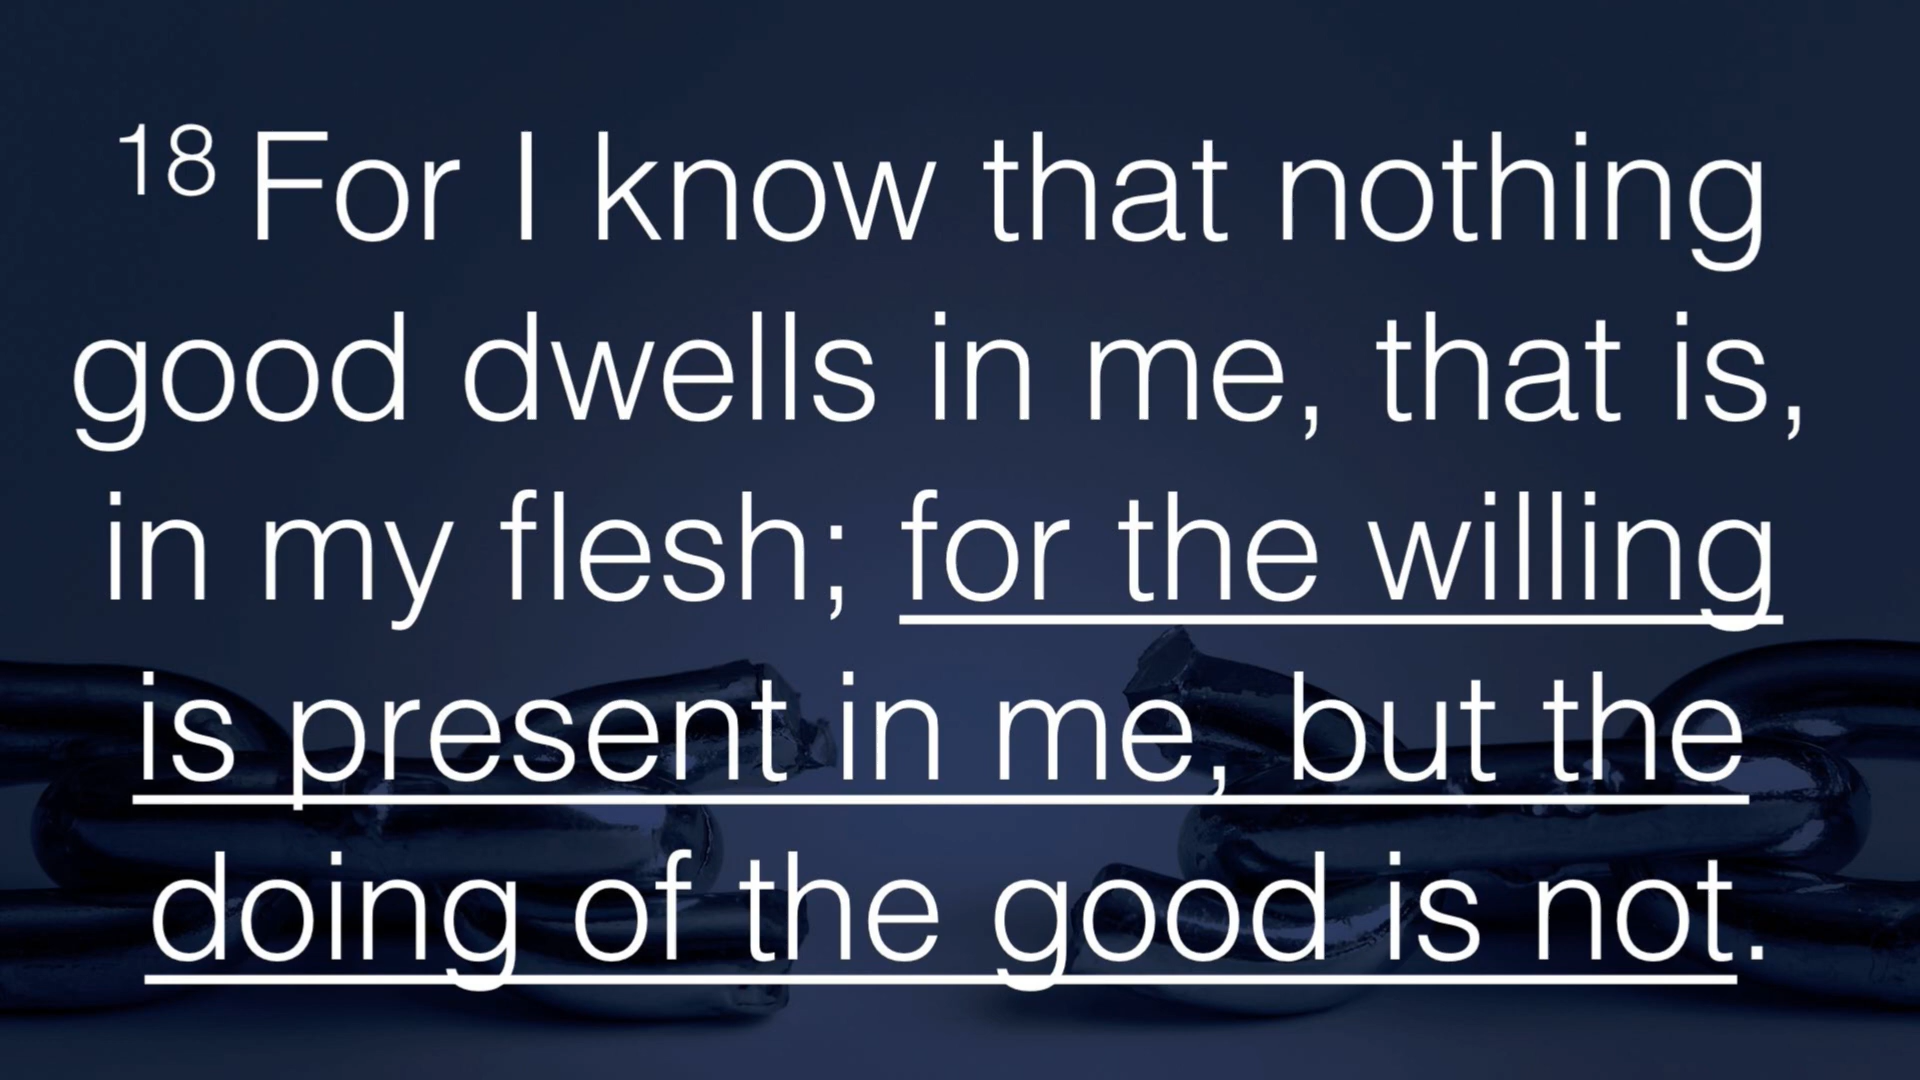 18 For I know that nothing
good dwells in me, that is,
in my flesh; for the willing
is present in me, but the
doing of the good is not.